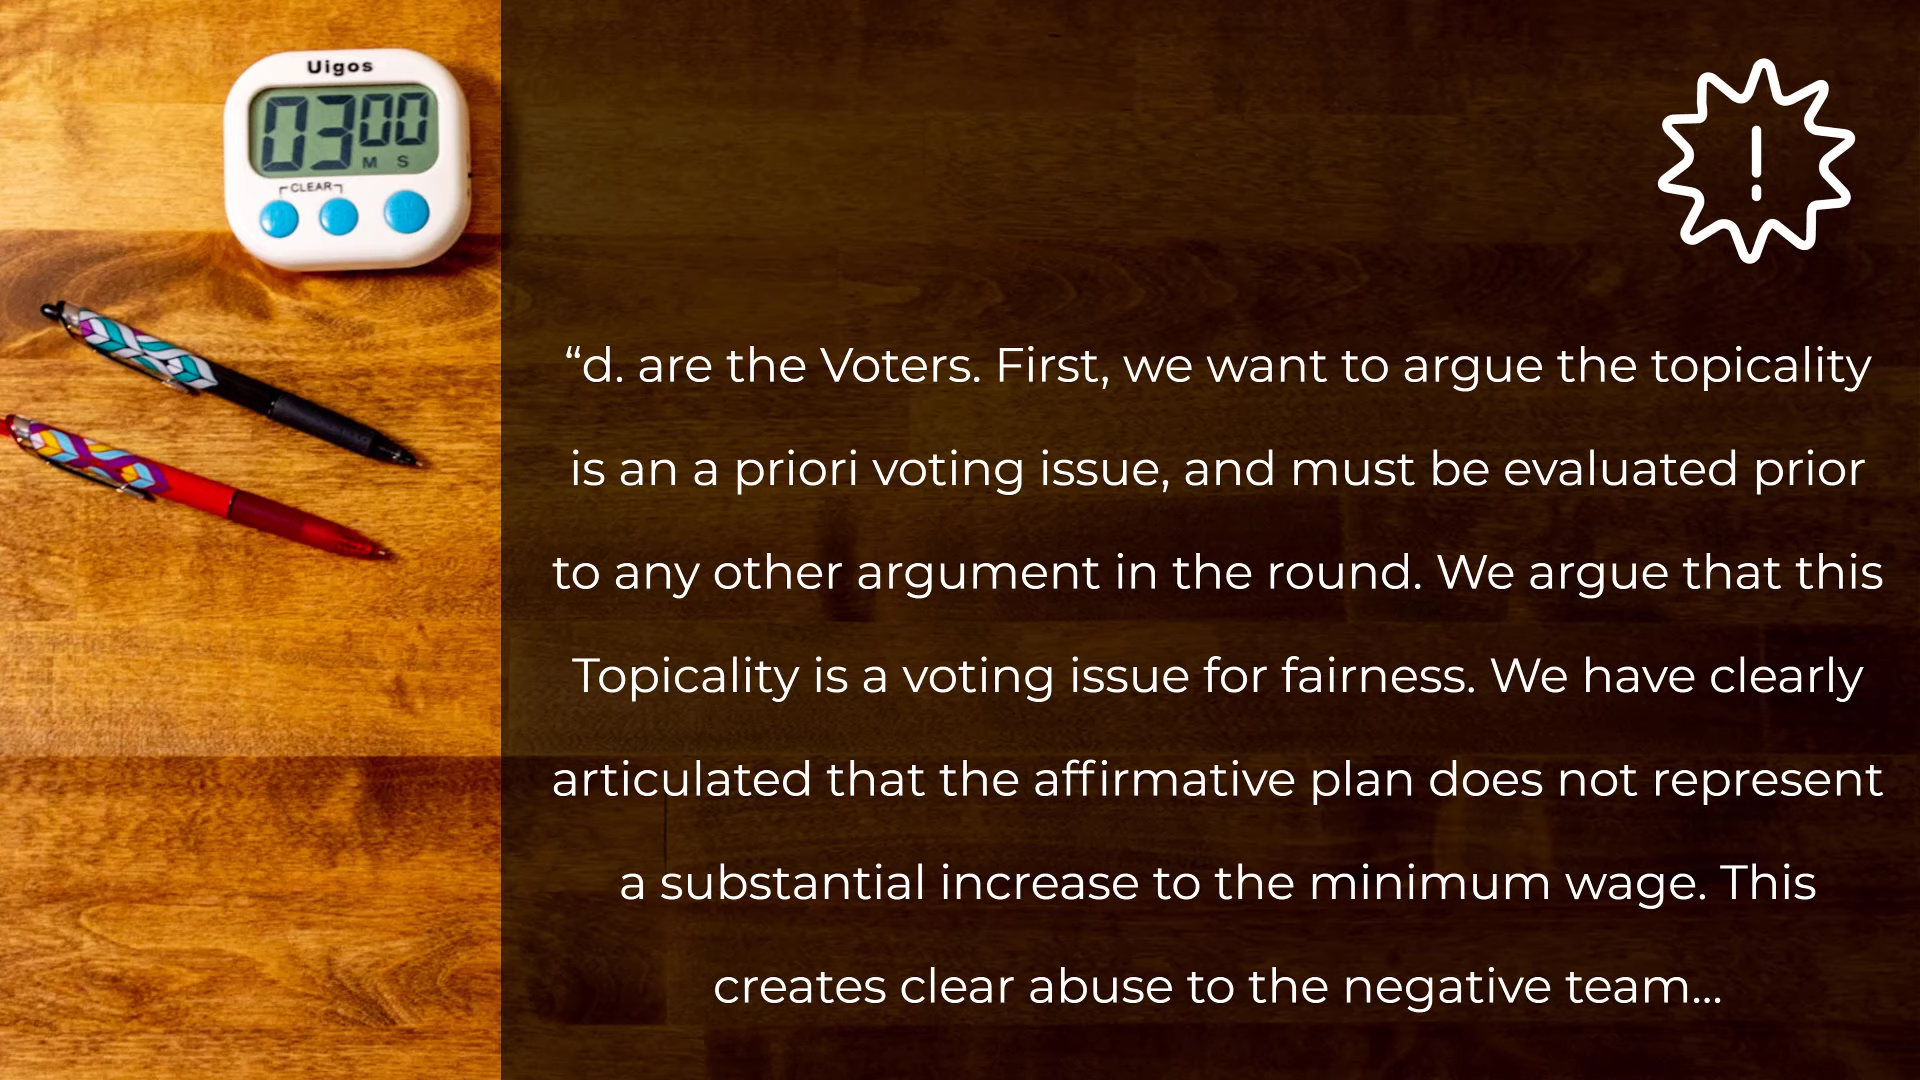 Uigos
0300
M S
CLEAR
“d. are the Voters. First, we want to argue the topicality
is an a priori voting issue, and must be evaluated prior
to any other argument in the round. We argue that this
Topicality is a voting issue for fairness. We have clearly
articulated that the affirmative plan does not represent
a substantial increase to the minimum wage. This
creates clear abuse to the negative team...